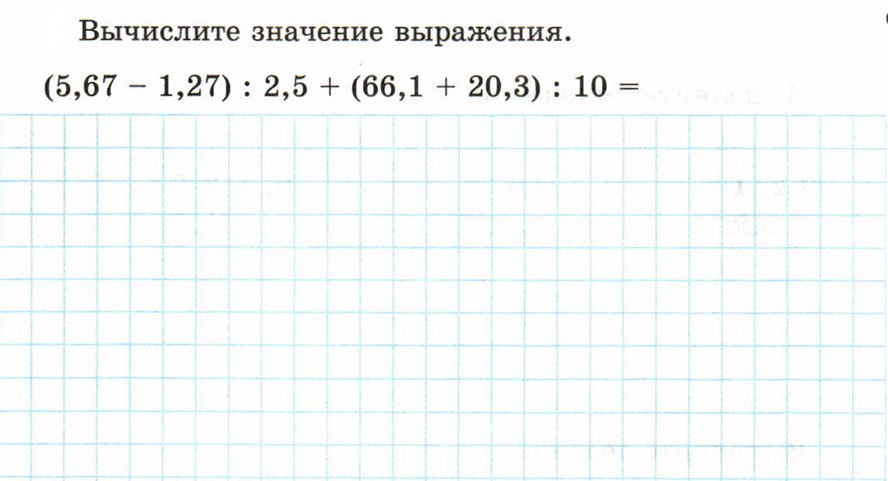 Вычислите значение выражения.
(5,67 − 1,27) : 2,5 + (66,1 + 20,3) : 10 =